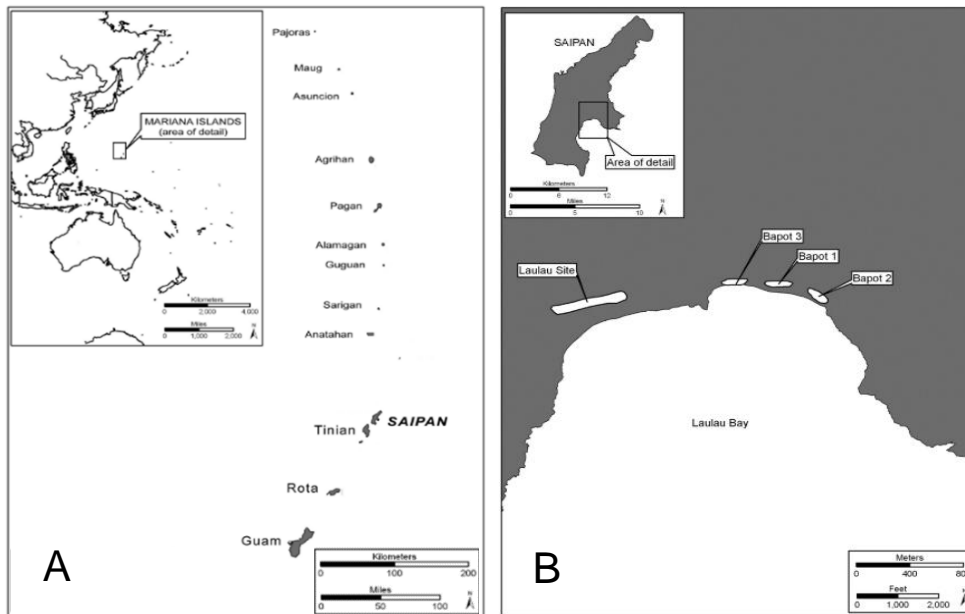 MARIANA ISLANDS
(area of detail)
Kilometers
0 2,000 4,000
Miles
0 1,000 2,000
N
Pajoras
Maug
Asuncion
Agrihan
Pagan
Alamagan
Guguan
Sarigan
Anatahan
SAIPAN
Tinian
Rota
Guam
Kilometers
0 100 200
Miles
0 50 100
N
A
SAIPAN
Area of detail
Kilometers
0 6 12
Miles
0 5 10
N
Bapot 3
Bapot 1
Laulau Site
Bapot 2
Laulau Bay
Meters
0 400
Feet
0 1,000 2,000
B